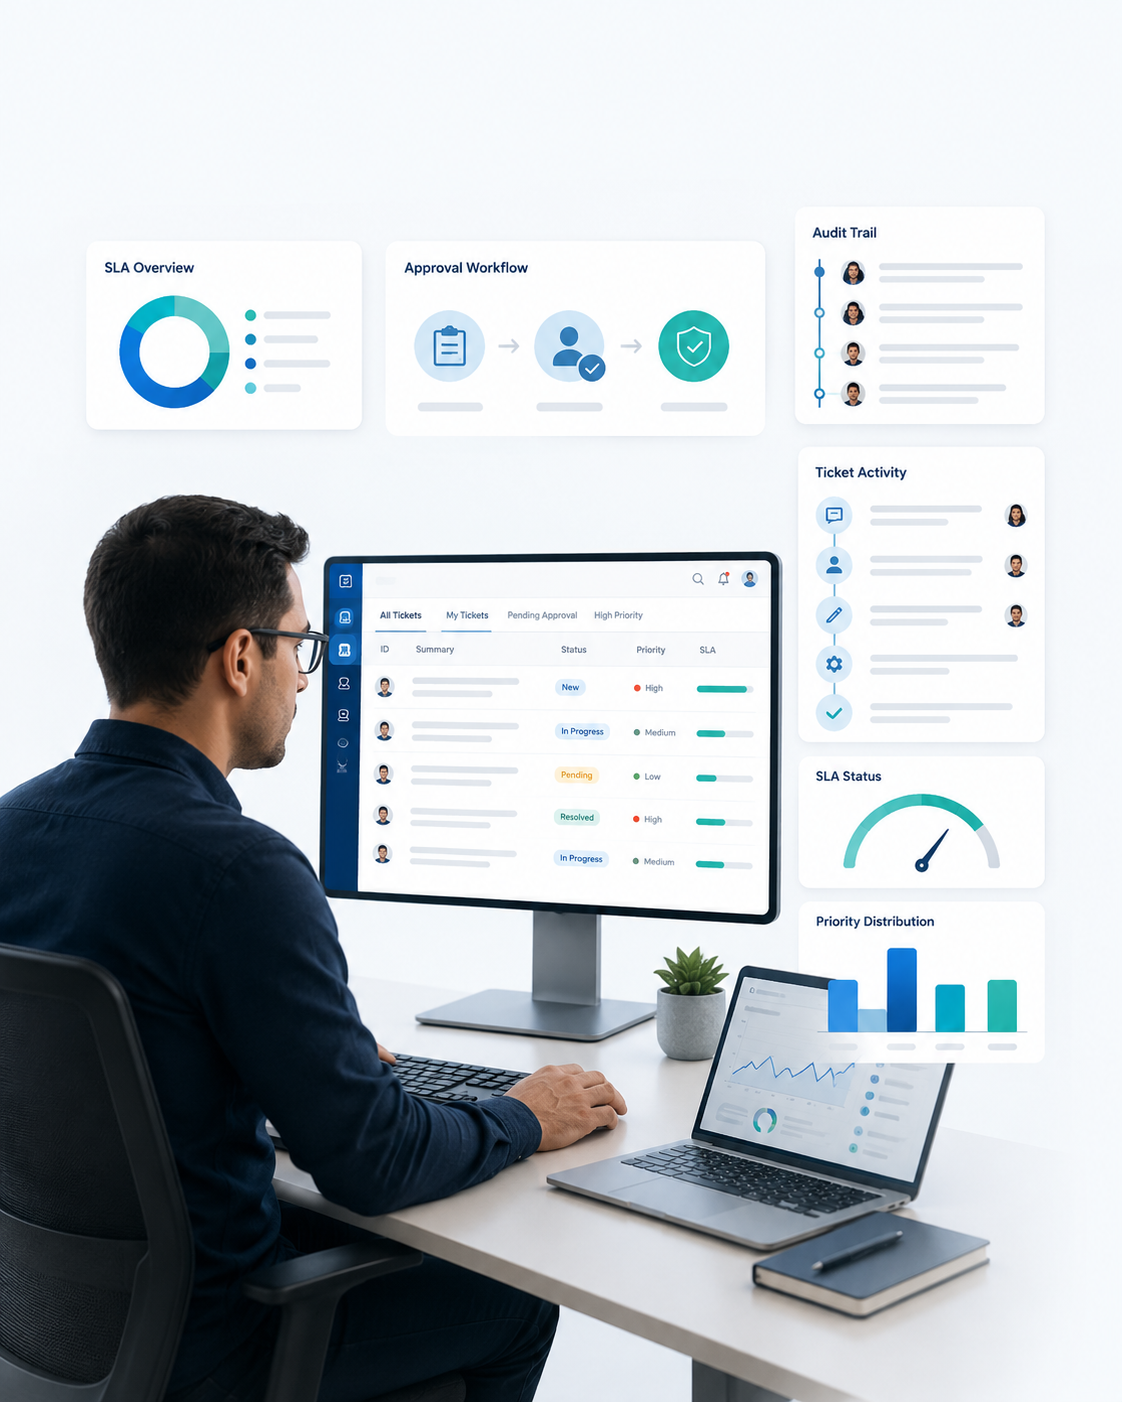 SLA Overview
Approval Workflow
Audit Trail
Ticket Activity
All Tickets My Tickets Pending Approval High Priority
ID Summary Status Priority SLA
New High
In Progress Medium
Pending Low
Resolved High
In Progress Medium
SLA Status
Priority Distribution